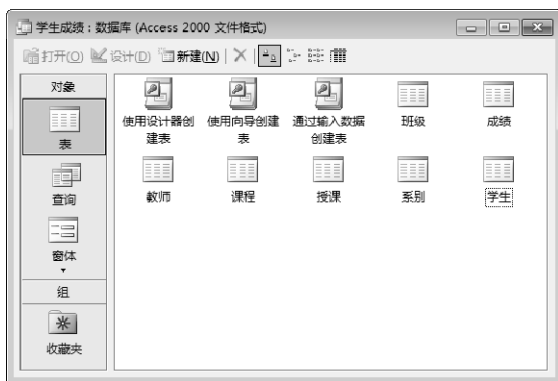 学生成绩：数据库 (Access 2000 文件格式)
打开(O) 设计(D) 新建(N)
对象
表
查询
窗体
组
收藏夹
使用设计器创建表
使用向导创建表
通过输入数据创建表
班级
成绩
教师
课程
授课
系别
学生